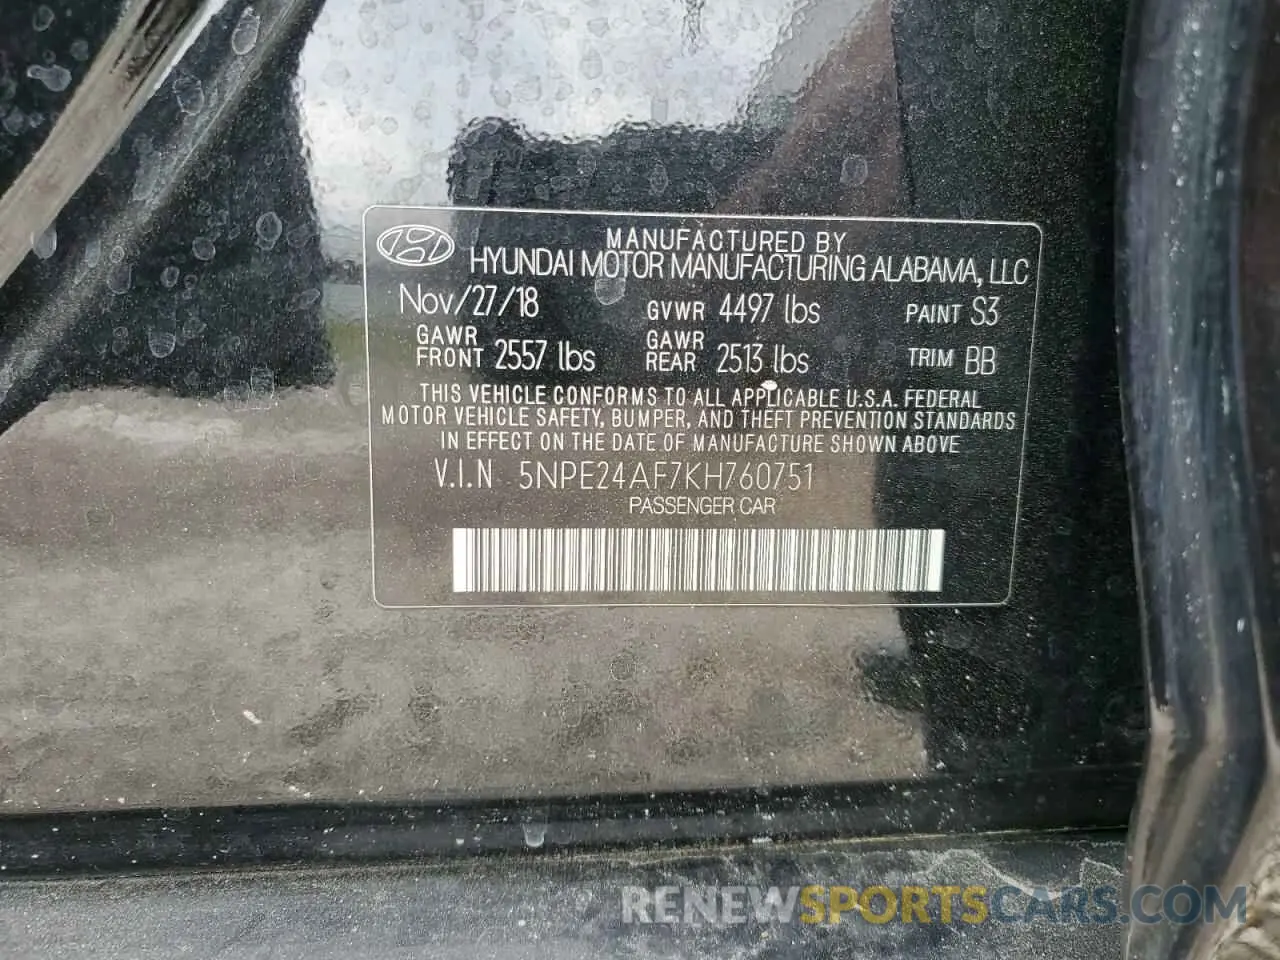 MANUFACTURED BY
HYUNDAI MOTOR MANUFACTURING ALABAMA, LLC
Nov/27/18 GVWR 4497 lbs PAINT S3
GAWR FRONT 2557 lbs GAWR REAR 2513 lbs TRIM BB
THIS VEHICLE CONFORMS TO ALL APPLICABLE U.S.A. FEDERAL
MOTOR VEHICLE SAFETY, BUMPER, AND THEFT PREVENTION STANDARDS
IN EFFECT ON THE DATE OF MANUFACTURE SHOWN ABOVE
V.I.N 5NPE24AF7KH760751
PASSENGER CAR
RENEWSPORTSCARS.COM